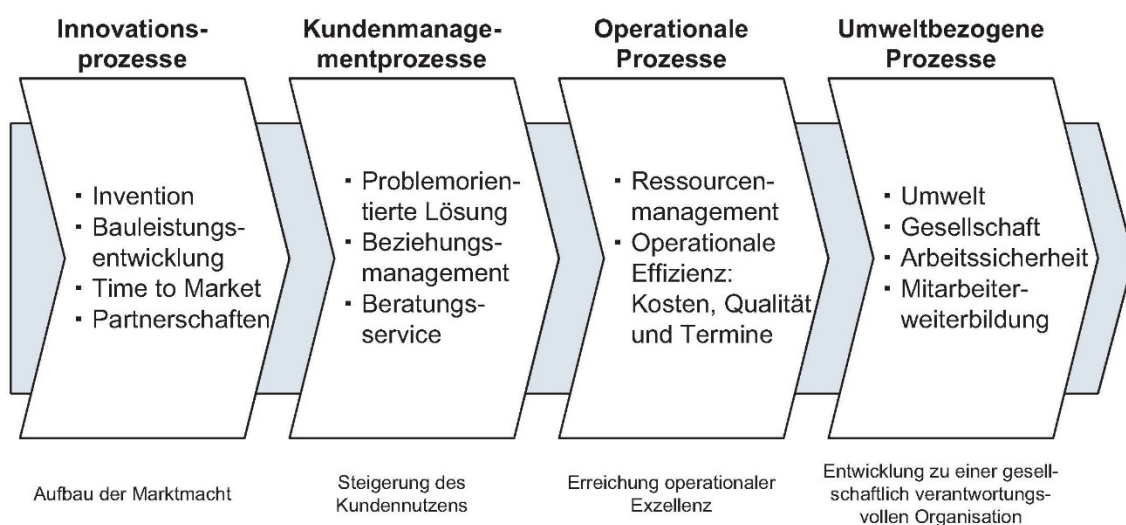 Innovations-
prozesse
Kundenmanage-
mentprozesse
Operationale
Prozesse
Umweltbezogene
Prozesse
▪ Invention
▪ Bauleistungs-
entwicklung
▪ Time to Market
▪ Partnerschaften
▪ Problemorien-
tierte Lösung
▪ Beziehungs-
management
▪ Beratungs-
service
▪ Ressourcen-
management
▪ Operationale
Effizienz:
Kosten, Qualität
und Termine
▪ Umwelt
▪ Gesellschaft
▪ Arbeitssicherheit
▪ Mitarbeiter-
weiterbildung
Aufbau der Marktmacht
Steigerung des
Kundennutzens
Erreichung operationaler
Exzellenz
Entwicklung zu einer gesell-
schaftlich verantwortungs-
vollen Organisation